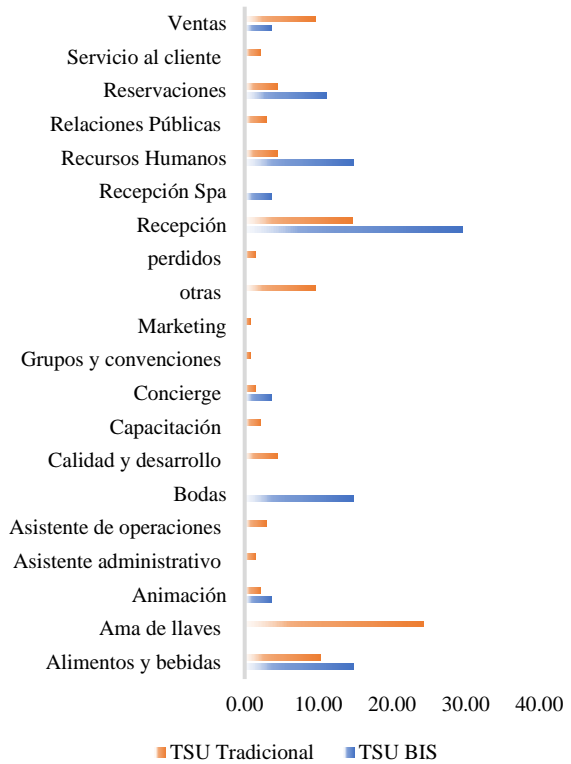 Ventas
Servicio al cliente
Reservaciones
Relaciones Públicas
Recursos Humanos
Recepción Spa
Recepción
perdidos
otras
Marketing
Grupos y convenciones
Concierge
Capacitación
Calidad y desarrollo
Bodas
Asistente de operaciones
Asistente administrativo
Animación
Ama de llaves
Alimentos y bebidas
0.00 10.00 20.00 30.00 40.00
TSU Tradicional TSU BIS